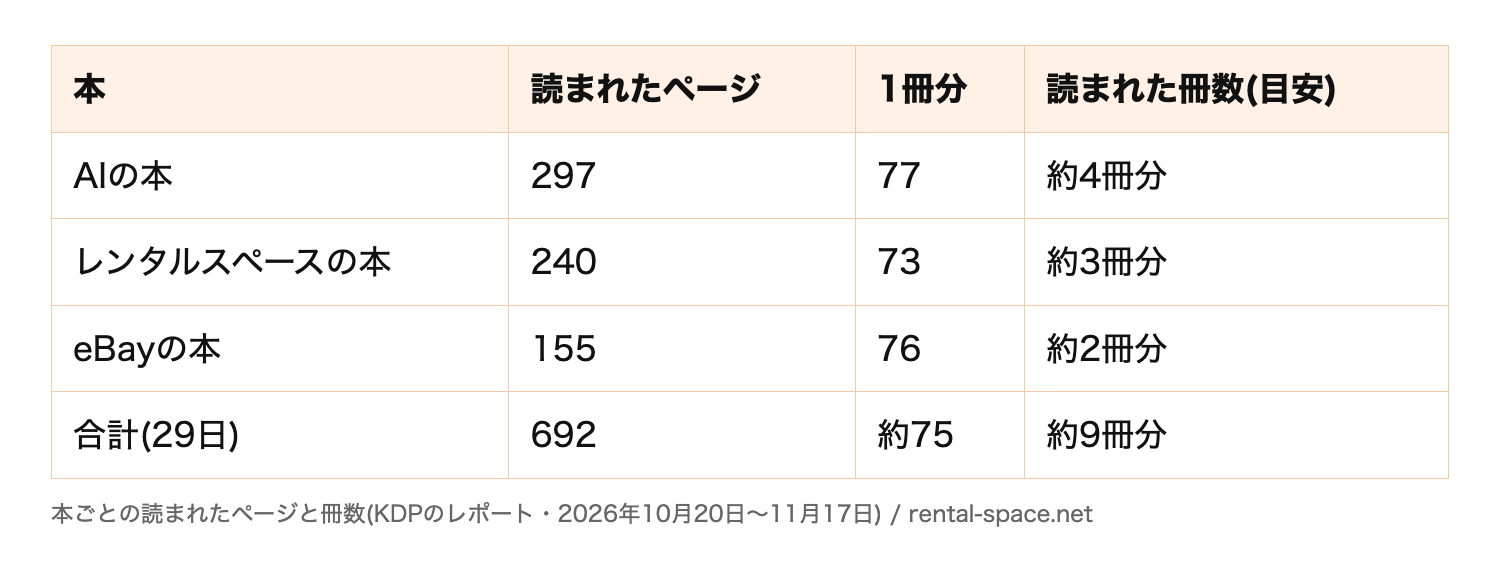 本 読まれたページ 1冊分 読まれた冊数(目安)
AIの本 297 77 約4冊分
レンタルスペースの本 240 73 約3冊分
eBayの本 155 76 約2冊分
合計(29日) 692 約75 約9冊分
本ごとの読まれたページと冊数(KDPのレポート・2026年10月20日〜11月17日) / rental-space.net